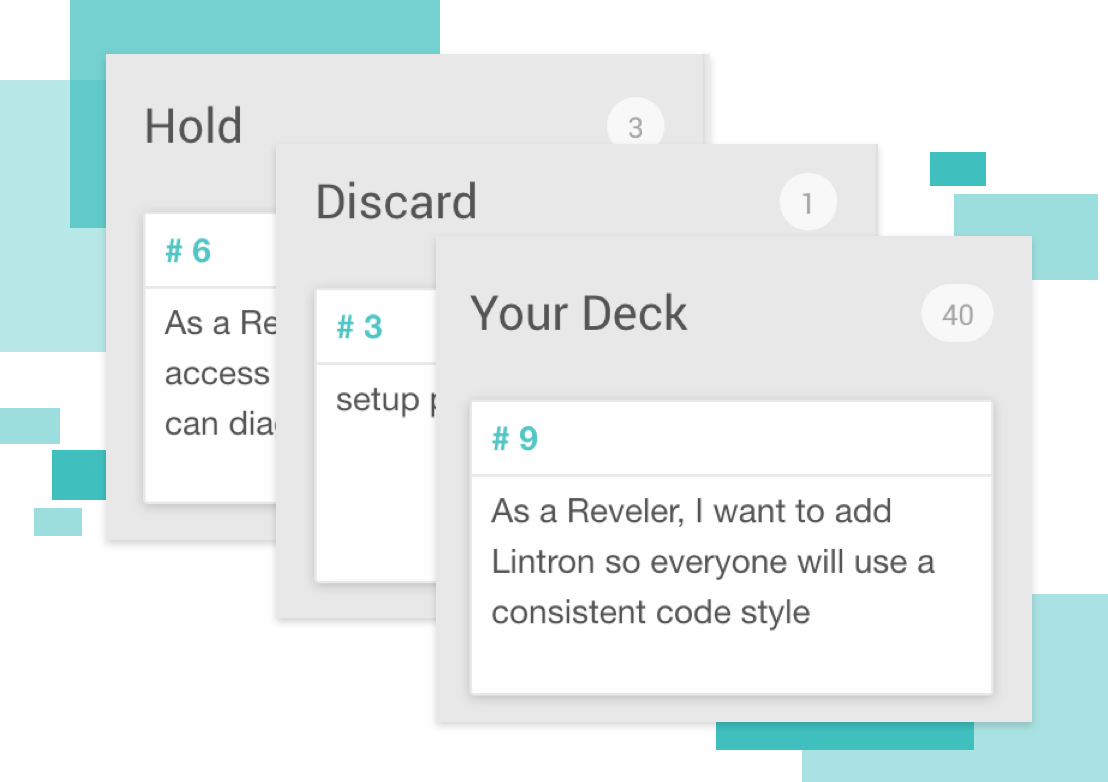 Hold
3
# 6
As a Re
access
can dia
Discard
1
# 3
setup
Your Deck
40
# 9
As a Reveler, I want to add
Lintron so everyone will use a
consistent code style